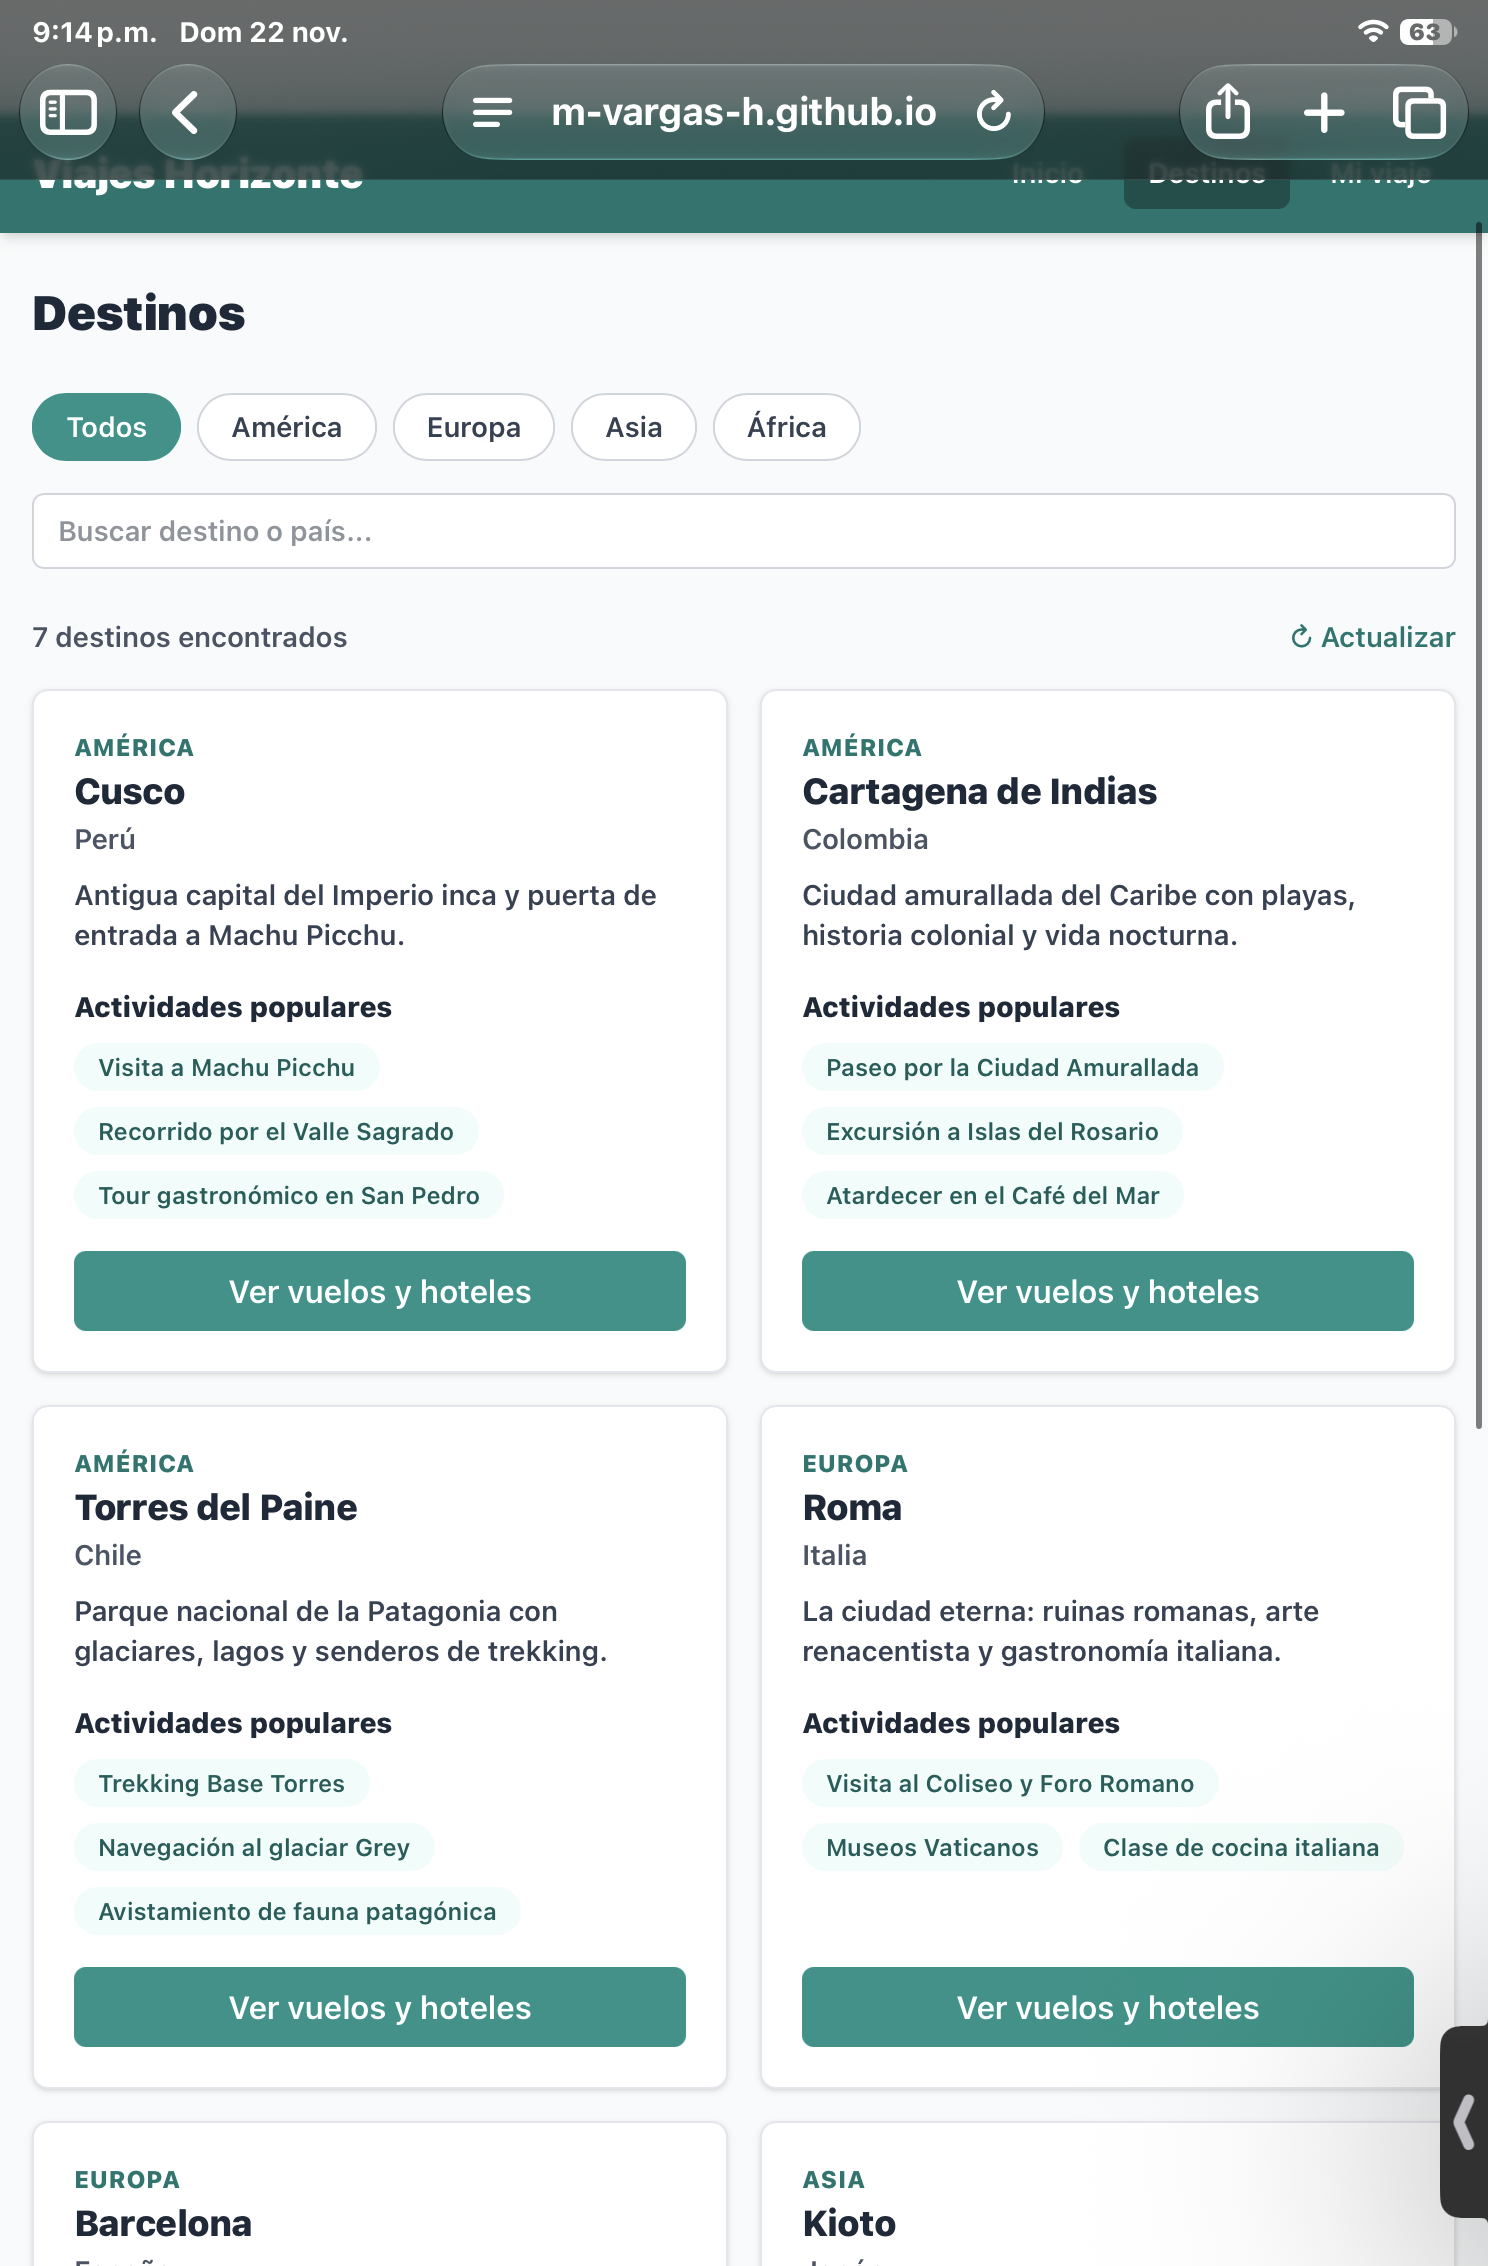 9:14 p.m. Dom 22 nov.
63
m-vargas-h.github.io
Viajes Horizonte
Inicio
Destinos
Mi viaje
Destinos
Todos
América
Europa
Asia
África
Buscar destino o país...
7 destinos encontrados
↻ Actualizar
AMÉRICA
Cusco
Perú
Antigua capital del Imperio inca y puerta de
entrada a Machu Picchu.
Actividades populares
Visita a Machu Picchu
Recorrido por el Valle Sagrado
Tour gastronómico en San Pedro
Ver vuelos y hoteles
AMÉRICA
Cartagena de Indias
Colombia
Ciudad amurallada del Caribe con playas,
historia colonial y vida nocturna.
Actividades populares
Paseo por la Ciudad Amurallada
Excursión a Islas del Rosario
Atardecer en el Café del Mar
Ver vuelos y hoteles
AMÉRICA
Torres del Paine
Chile
Parque nacional de la Patagonia con
glaciares, lagos y senderos de trekking.
Actividades populares
Trekking Base Torres
Navegación al glaciar Grey
Avistamiento de fauna patagónica
Ver vuelos y hoteles
EUROPA
Roma
Italia
La ciudad eterna: ruinas romanas, arte
renacentista y gastronomía italiana.
Actividades populares
Visita al Coliseo y Foro Romano
Museos Vaticanos
Clase de cocina italiana
Ver vuelos y hoteles
EUROPA
Barcelona
ASIA
Kioto